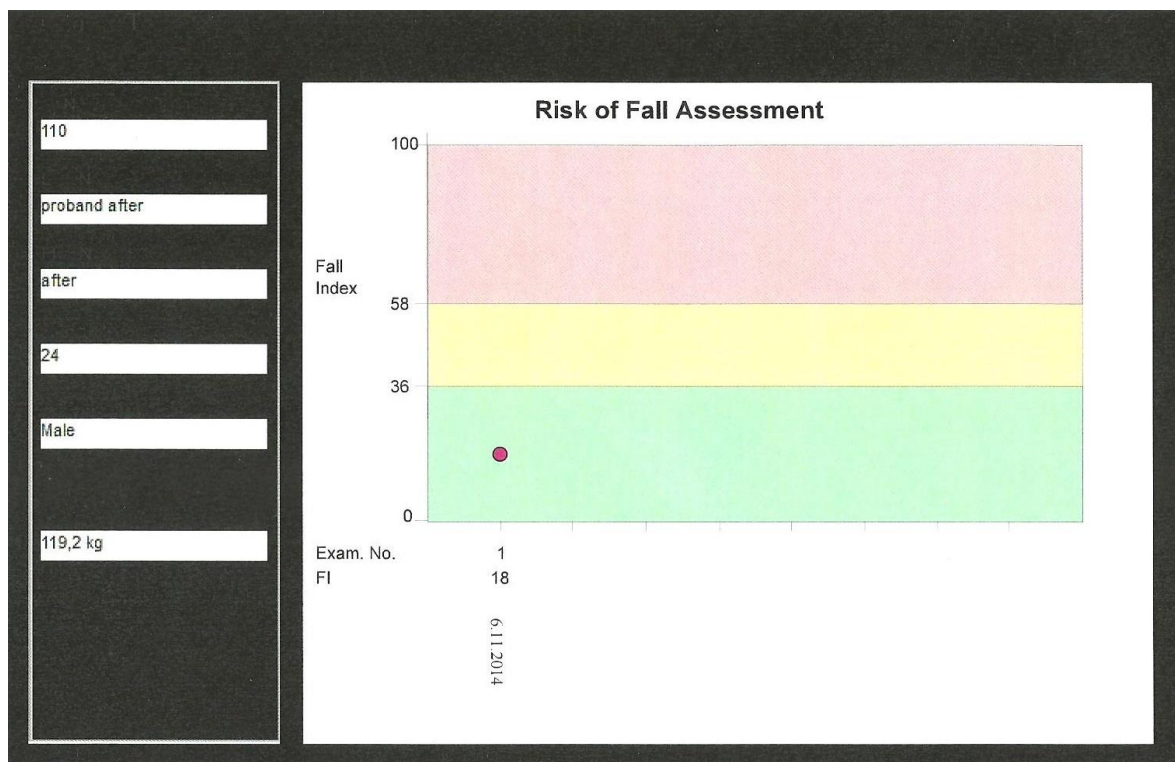 110
proband after
after
24
Male
119,2 kg
Risk of Fall Assessment
100
Fall
Index
58
36
0
Exam. No. 1
FI 18
6.11.2014